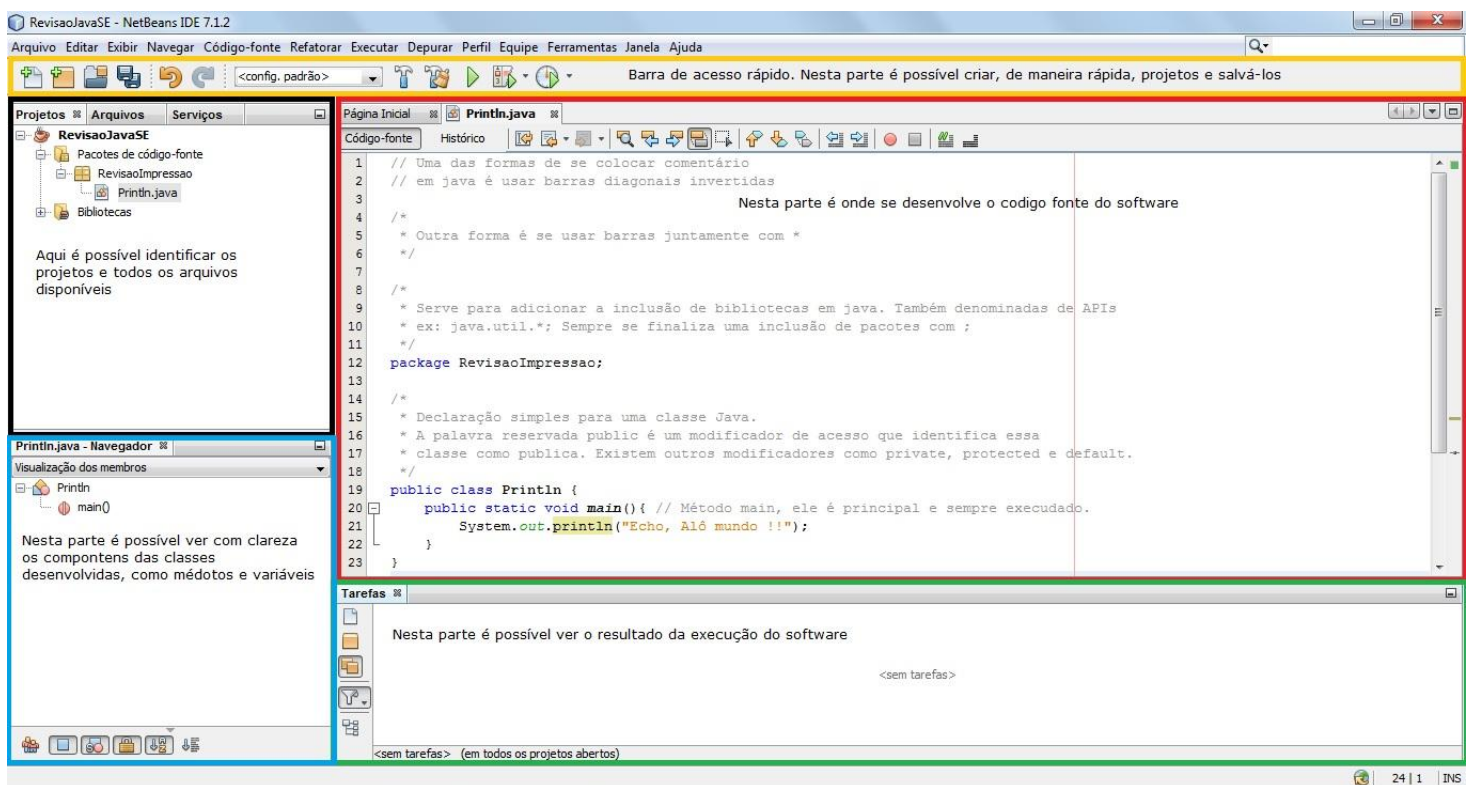 RevisaoJavaSE - NetBeans IDE 7.1.2
Arquivo Editar Exibir Navegar Código-fonte Refatorar Executar Depurar Perfil Equipe Ferramentas Janela Ajuda
<config. padrão>
Barra de acesso rápido. Nesta parte é possível criar, de maneira rápida, projetos e salvá-los
Projetos Arquivos Serviços
RevisaoJavaSE
Pacotes de código-fonte
RevisaoImpressao
Println.java
Bibliotecas
Aqui é possível identificar os
projetos e todos os arquivos
disponíveis
Println.java - Navegador
Visualização dos membros
Println
main()
Nesta parte é possível ver com clareza
os compontens das classes
desenvolvidas, como médotos e variáveis
Página Inicial Println.java
Código-fonte Histórico
1 // Uma das formas de se colocar comentário
2 // em java é usar barras diagonais invertidas
3
Nesta parte é onde se desenvolve o codigo fonte do software
4 /*
5 * Outra forma é se usar barras juntamente com *
6 */
7
8 /*
9 * Serve para adicionar a inclusão de bibliotecas em java. Também denominadas de APIs
10 * ex: java.util.*; Sempre se finaliza uma inclusão de pacotes com ;
11 */
12 package RevisaoImpressao;
13
14 /*
15 * Declaração simples para uma classe Java.
16 * A palavra reservada public é um modificador de acesso que identifica essa
17 * classe como publica. Existem outros modificadores como private, protected e default.
18 */
19 public class Println {
20 public static void main(){ // Método main, ele é principal e sempre execudado.
21 System.out.println("Echo, Alô mundo !!");
22 }
23 }
Tarefas
Nesta parte é possível ver o resultado da execução do software
<sem tarefas>
<sem tarefas> (em todos os projetos abertos)
24 | 1 INS